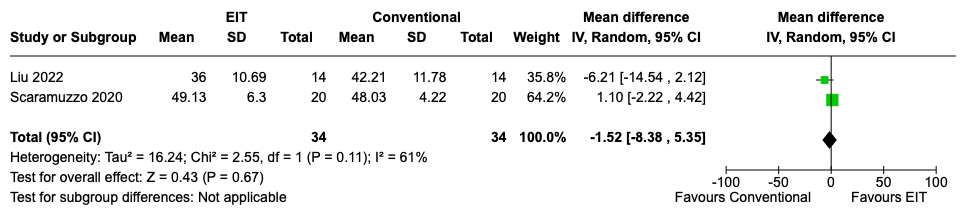 EIT Conventional Mean difference Mean difference
Study or Subgroup Mean SD Total Mean SD Total Weight IV, Random, 95% CI IV, Random, 95% CI
Liu 2022 36 10.69 14 42.21 11.78 14 35.8% -6.21 [-14.54 , 2.12]
Scaramuzzo 2020 49.13 6.3 20 48.03 4.22 20 64.2% 1.10 [-2.22 , 4.42]
Total (95% CI) 34 34 100.0% -1.52 [-8.38 , 5.35]
Heterogeneity: Tau² = 16.24; Chi² = 2.55, df = 1 (P = 0.11); I² = 61%
Test for overall effect: Z = 0.43 (P = 0.67) -100 -50 0 50 100
Test for subgroup differences: Not applicable Favours Conventional Favours EIT